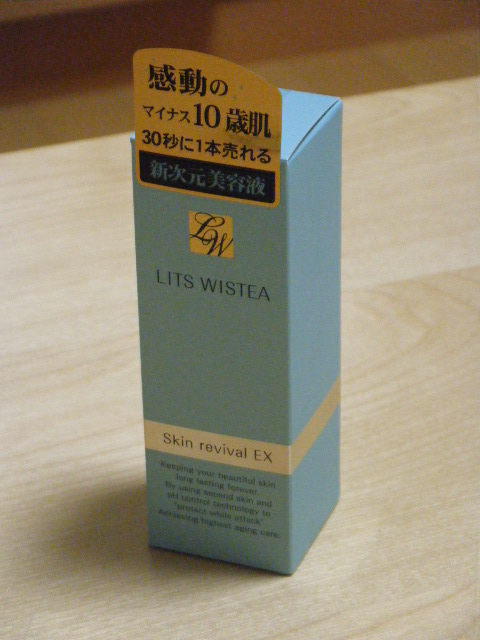 感動の
マイナス10歳肌
30秒に1本売れる
新次元美容液
LW
LITS WISTEA
Skin revival EX
Keeping your beautiful skin
long lasting forever.
By using second skin and
pH control technology to
"protect while attack"
Achieving highest aging care.